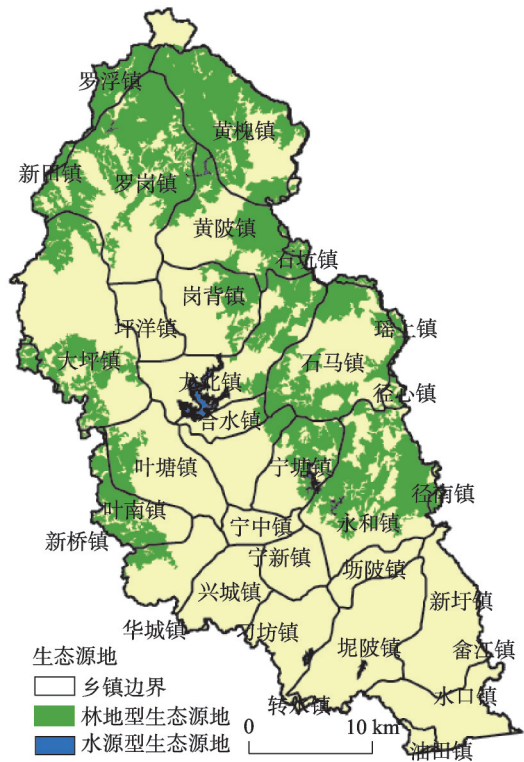 罗浮镇
黄槐镇
新田镇
罗岗镇
黄陂镇
石坑镇
岗背镇
坪洋镇
瑶上镇
大坪镇
石马镇
龙北镇
径心镇
合水镇
叶塘镇
宁塘镇
径南镇
叶南镇
宁中镇
永和镇
新桥镇
宁新镇
坜陂镇
兴城镇
新圩镇
华城镇
刁坊镇
坭陂镇
畲江镇
生态源地
乡镇边界
水口镇
转水镇
林地型生态源地
0 10 km
水源型生态源地
油田镇